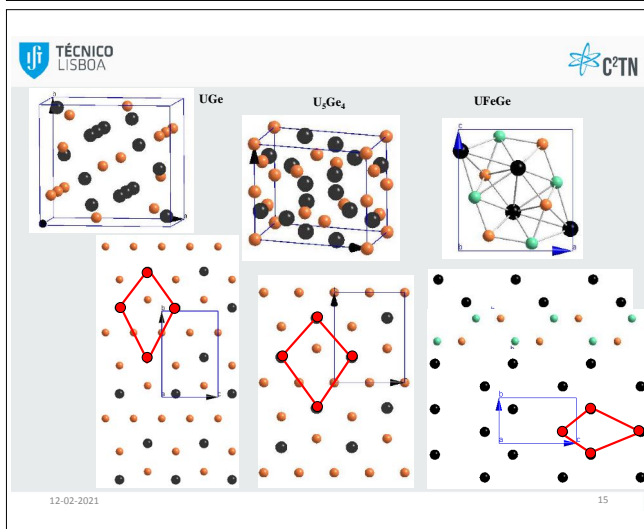 TÉCNICO
LISBOA
C²TN
UGe
U₅Ge₄
UFeGe
c
b
a
b
a
c
b
a
c
12-02-2021
15